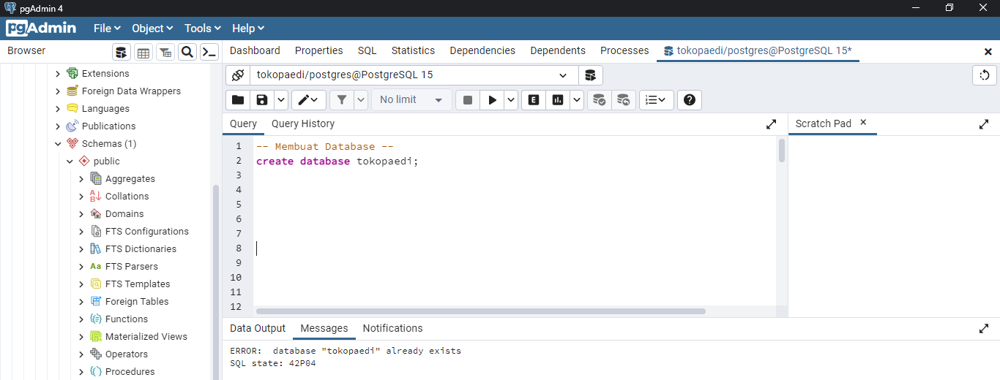 pgAdmin 4
pgAdmin File Object Tools Help
Browser
Dashboard Properties SQL Statistics Dependencies Dependents Processes tokopaedi/postgres@PostgreSQL 15*
tokopaedi/postgres@PostgreSQL 15
No limit
E
Extensions
Foreign Data Wrappers
Languages
Publications
Schemas (1)
public
Aggregates
Collations
Domains
FTS Configurations
FTS Dictionaries
Aa FTS Parsers
FTS Templates
Foreign Tables
Functions
Materialized Views
Operators
Procedures
Query Query History
Scratch Pad
1 -- Membuat Database --
2 create database tokopaedi;
3
4
5
6
7
8
9
10
11
12
Data Output Messages Notifications
ERROR: database "tokopaedi" already exists
SQL state: 42P04